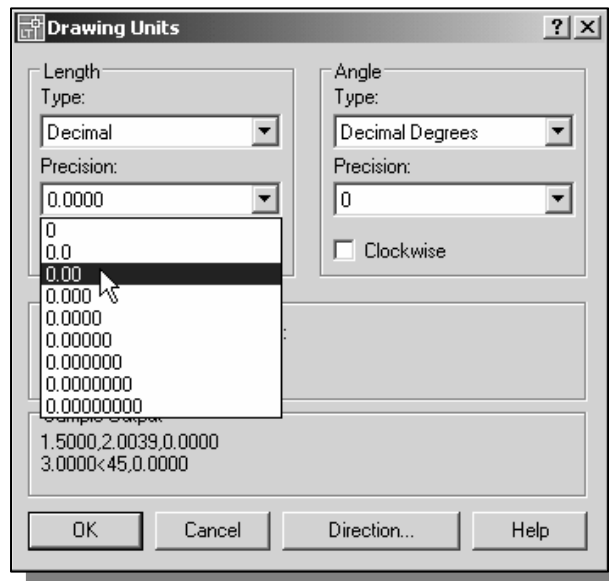 Drawing Units
Length
Type:
Decimal
Precision:
0.0000
0
0.0
0.00
0.000
0.0000
0.00000
0.000000
0.0000000
0.00000000
Angle
Type:
Decimal Degrees
Precision:
0
Clockwise
:
Sample Output
1.5000,2.0039,0.0000
3.0000<45,0.0000
OK
Cancel
Direction...
Help